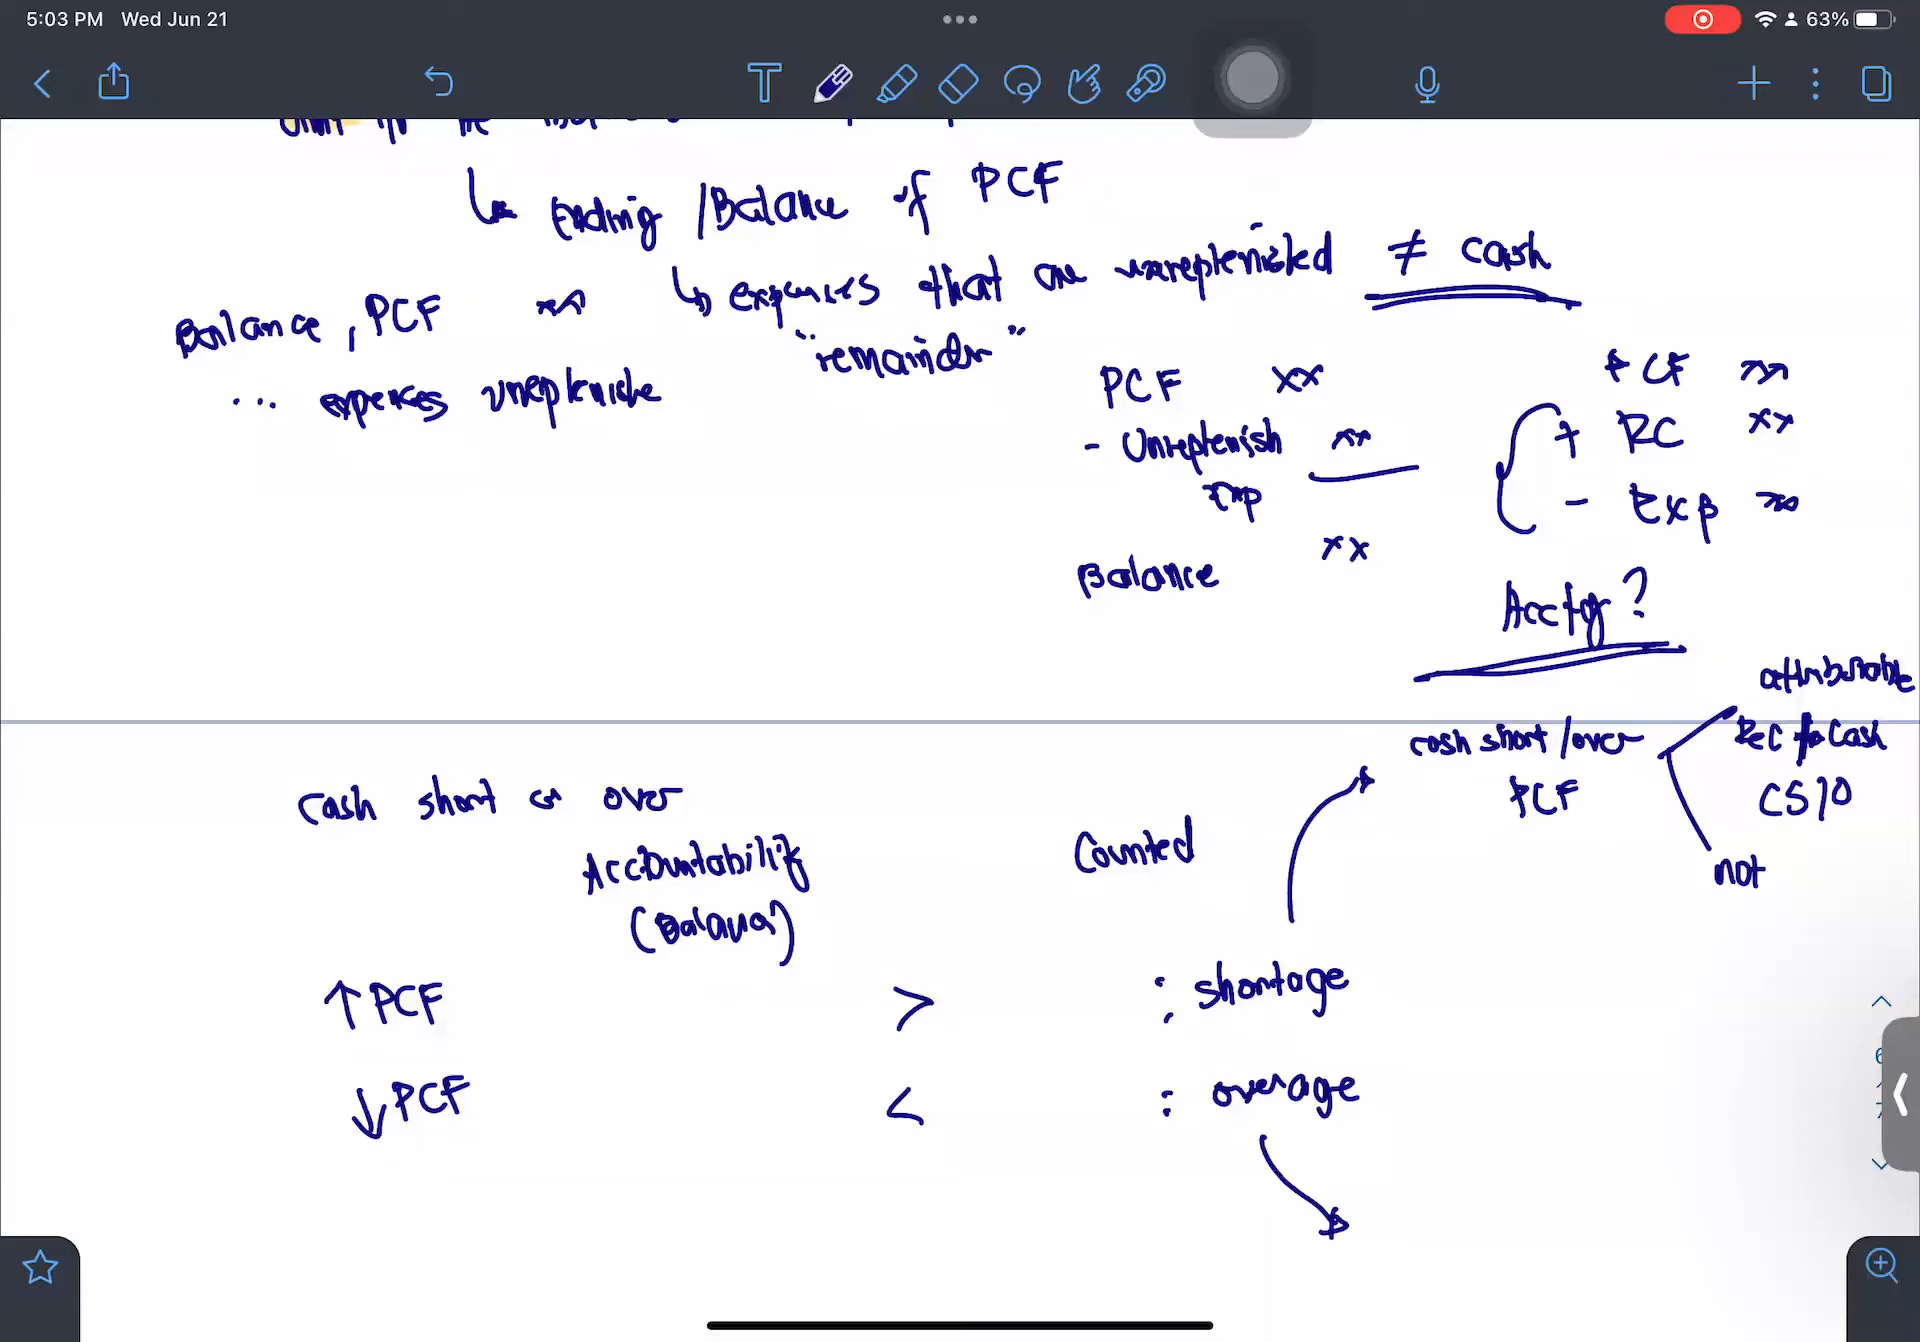 5:03 PM Wed Jun 21
63%
T
Ending / Balance of PCF
expenses that are unreplenished ≠ cash
"remainder"
Balance, PCF xx
... expenses unreplenishe
PCF xx
- Unreplenish xx
Exp
Balance xx
PCF xx
+ RC xx
- Exp xx
Acctg?
cash short / over
PCF
attributable
Rec fr Cash
CS/O
not
Cash short or over
Accountability
(Balance)
Counted
↑ PCF > : shortage
↓ PCF < : overage